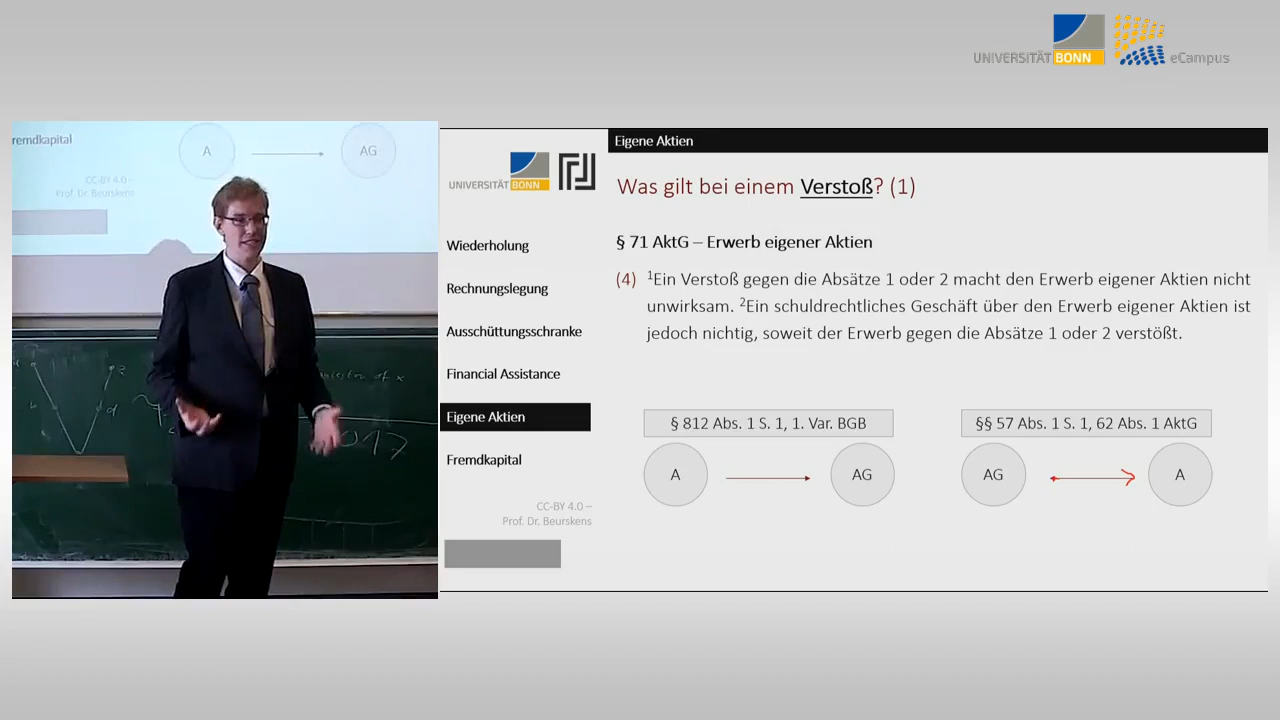 UNIVERSITÄT BONN
eCampus
remdkapital
A
AG
CC-BY 4.0 –
Prof. Dr. Beurskens
Eigene Aktien
UNIVERSITÄT BONN
Was gilt bei einem Verstoß? (1)
Wiederholung
Rechnungslegung
Ausschüttungsschranke
Financial Assistance
Eigene Aktien
Fremdkapital
CC-BY 4.0 –
Prof. Dr. Beurskens
§ 71 AktG – Erwerb eigener Aktien
(4) ¹Ein Verstoß gegen die Absätze 1 oder 2 macht den Erwerb eigener Aktien nicht
unwirksam. ²Ein schuldrechtliches Geschäft über den Erwerb eigener Aktien ist
jedoch nichtig, soweit der Erwerb gegen die Absätze 1 oder 2 verstößt.
§ 812 Abs. 1 S. 1, 1. Var. BGB
§§ 57 Abs. 1 S. 1, 62 Abs. 1 AktG
A
AG
AG
A